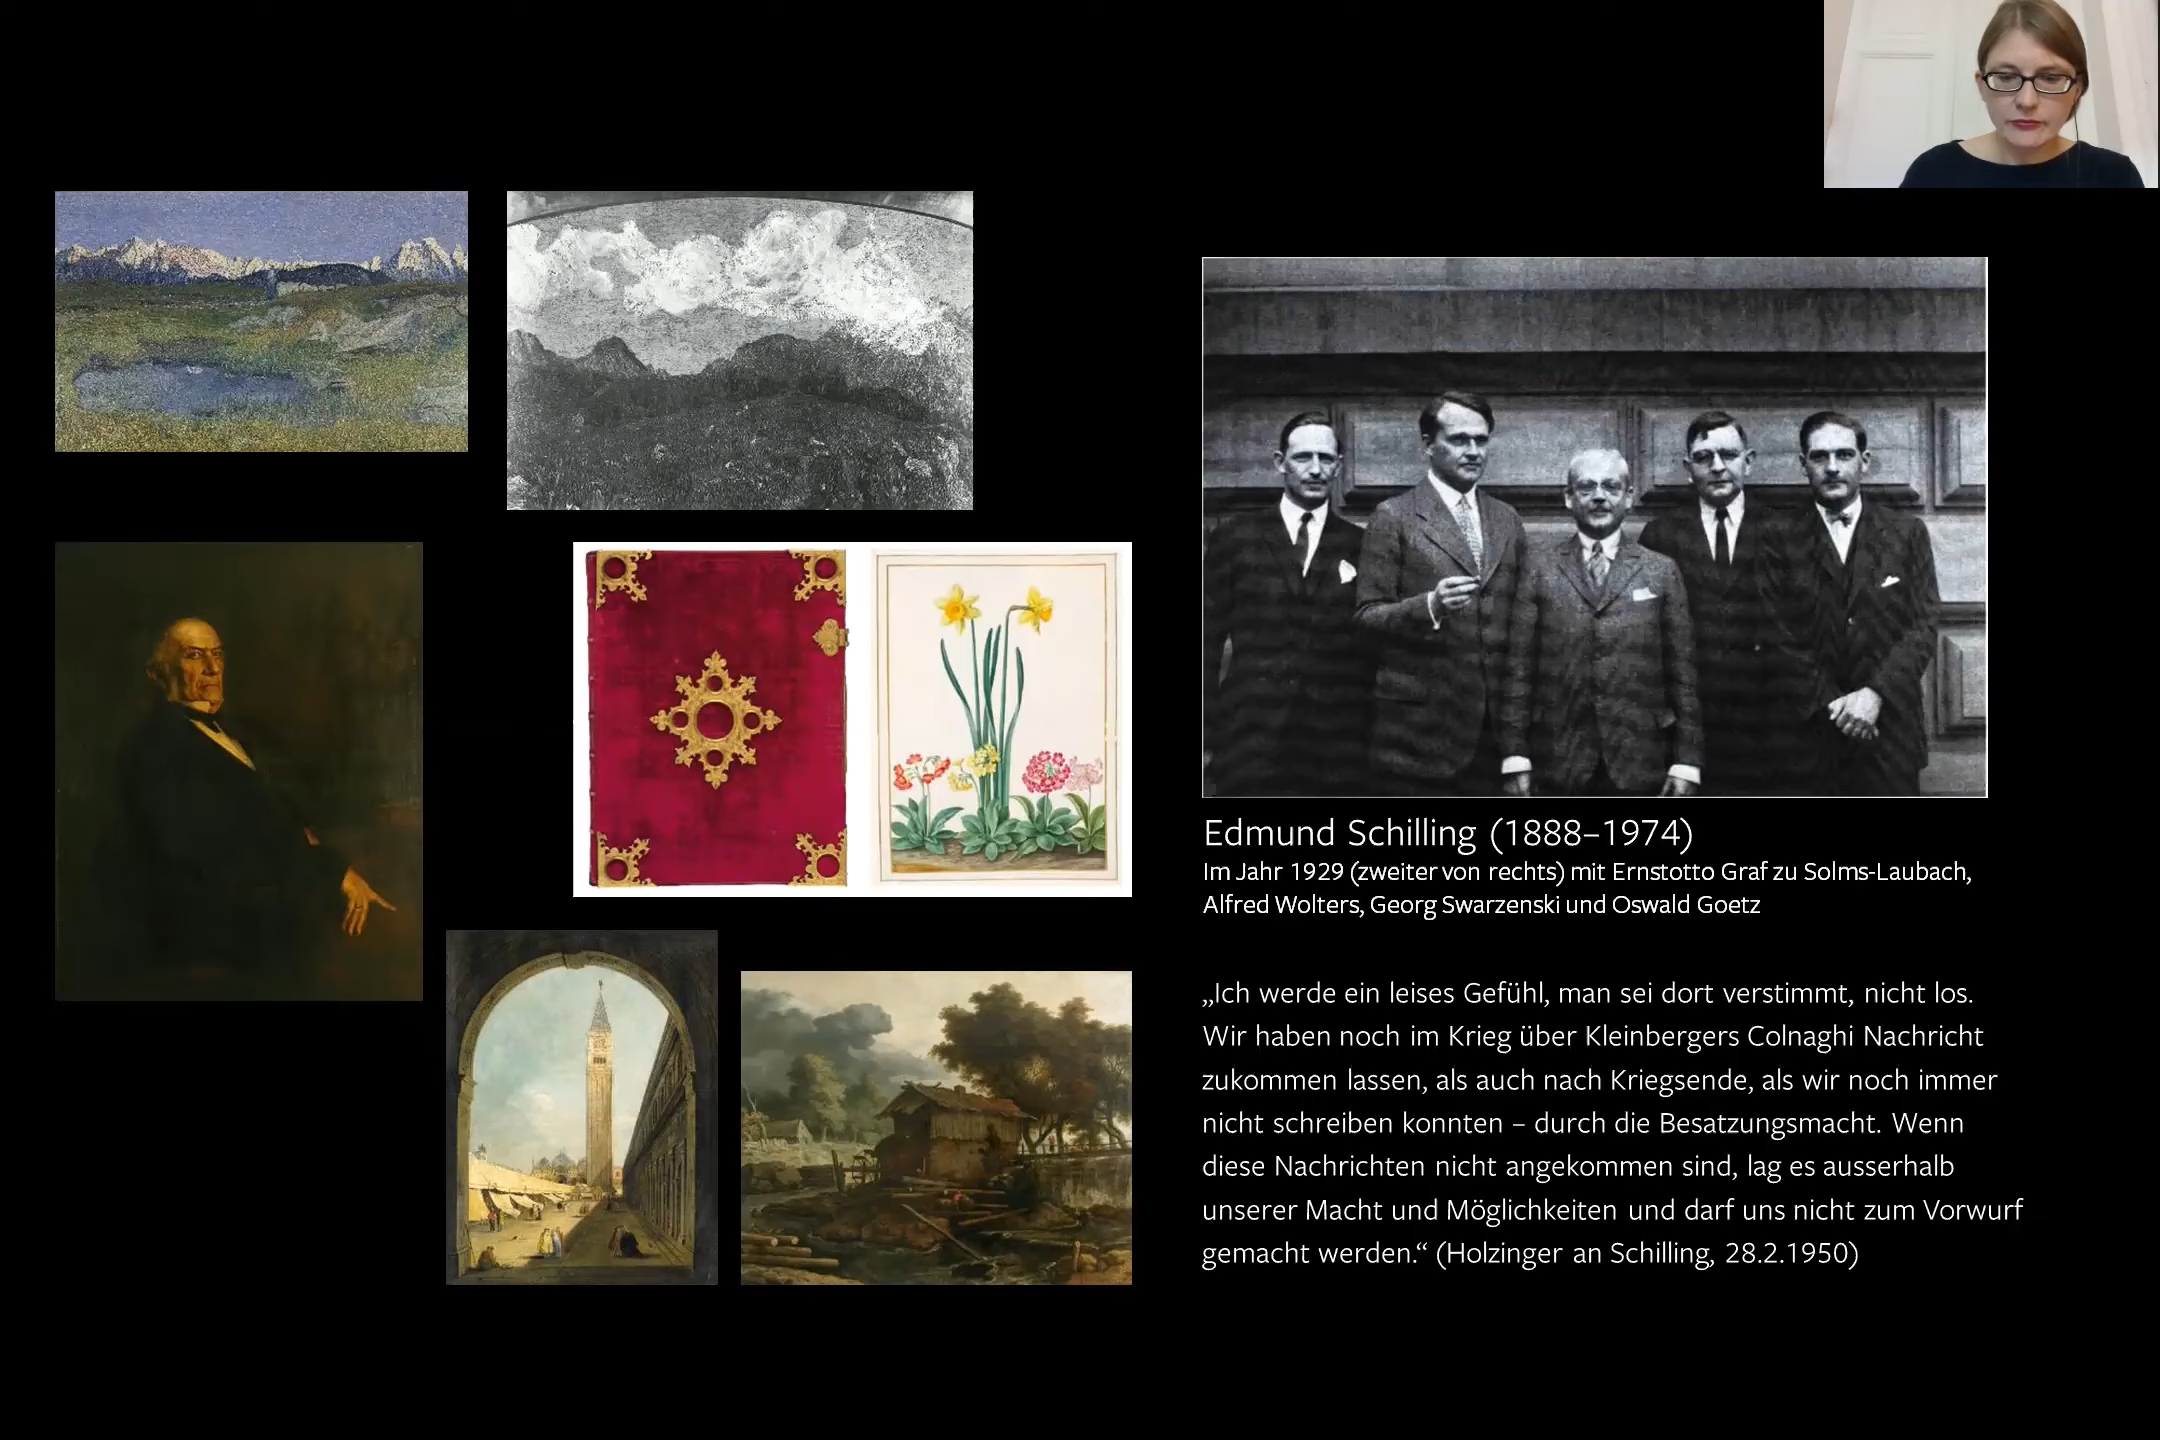 Edmund Schilling (1888–1974)
Im Jahr 1929 (zweiter von rechts) mit Ernstotto Graf zu Solms-Laubach,
Alfred Wolters, Georg Swarzenski und Oswald Goetz
„Ich werde ein leises Gefühl, man sei dort verstimmt, nicht los.
Wir haben noch im Krieg über Kleinbergers Colnaghi Nachricht
zukommen lassen, als auch nach Kriegsende, als wir noch immer
nicht schreiben konnten – durch die Besatzungsmacht. Wenn
diese Nachrichten nicht angekommen sind, lag es ausserhalb
unserer Macht und Möglichkeiten und darf uns nicht zum Vorwurf
gemacht werden.“ (Holzinger an Schilling, 28.2.1950)